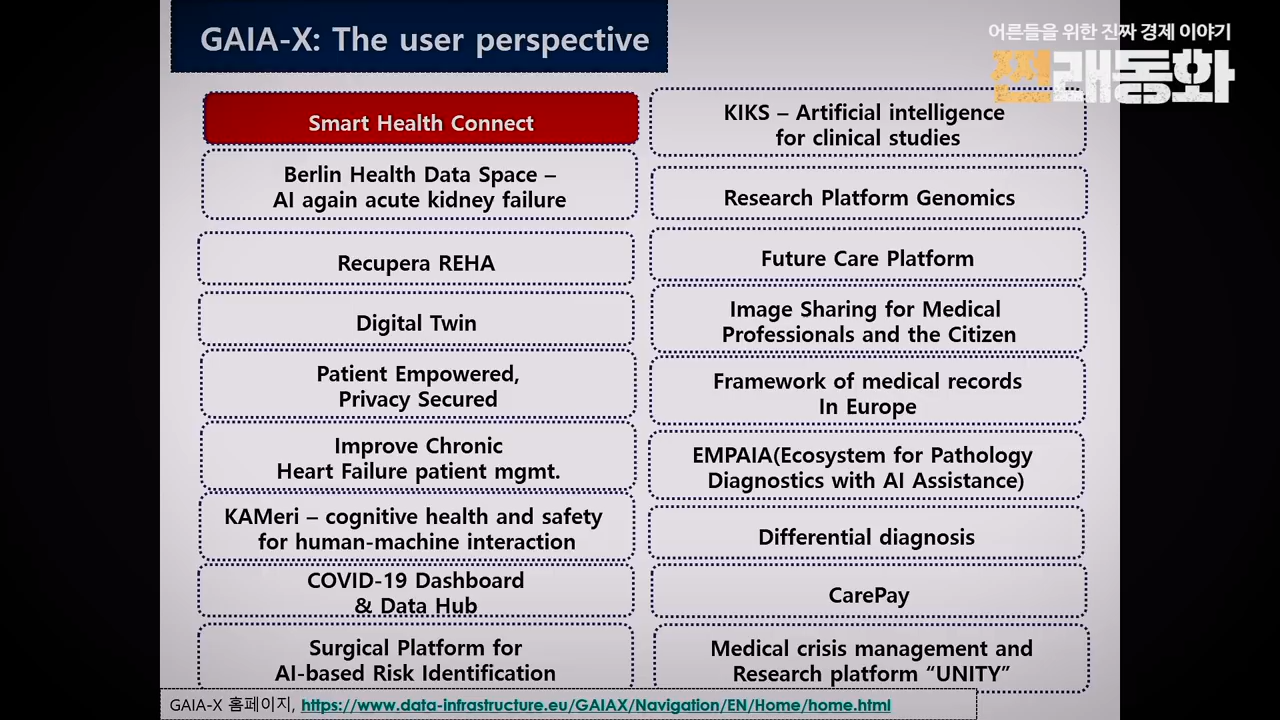 GAIA-X: The user perspective
어른들을 위한 진짜 경제 이야기
쩐래동화
Smart Health Connect
Berlin Health Data Space –
AI again acute kidney failure
Recupera REHA
Digital Twin
Patient Empowered,
Privacy Secured
Improve Chronic
Heart Failure patient mgmt.
KAMeri – cognitive health and safety
for human-machine interaction
COVID-19 Dashboard
& Data Hub
Surgical Platform for
AI-based Risk Identification
KIKS – Artificial intelligence
for clinical studies
Research Platform Genomics
Future Care Platform
Image Sharing for Medical
Professionals and the Citizen
Framework of medical records
In Europe
EMPAIA(Ecosystem for Pathology
Diagnostics with AI Assistance)
Differential diagnosis
CarePay
Medical crisis management and
Research platform “UNITY”
GAIA-X 홈페이지, https://www.data-infrastructure.eu/GAIAX/Navigation/EN/Home/home.html